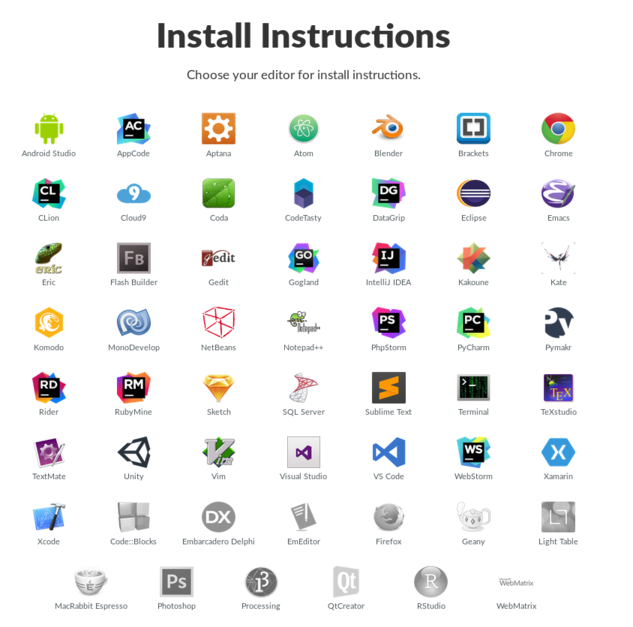 Install Instructions
Choose your editor for install instructions.
AC
Android Studio AppCode Aptana Atom Blender Brackets Chrome
CL 9 DG
CLion Cloud9 Coda CodeTasty DataGrip Eclipse Emacs
eric FB Gedit GO IJ
Eric Flash Builder Gedit Gogland IntelliJ IDEA Kakoune Kate
Notepad++ PS PC Py
Komodo MonoDevelop NetBeans Notepad++ PhpStorm PyCharm Pymakr
RD RM TEX
Rider RubyMine Sketch SQL Server Sublime Text Terminal TeXstudio
Vim WS X
TextMate Unity Vim Visual Studio VS Code WebStorm Xamarin
DX
Xcode Code::Blocks Embarcadero Delphi EmEditor Firefox Geany Light Table
Ps Qt R WebMatrix
MacRabbit Espresso Photoshop Processing QtCreator RStudio WebMatrix